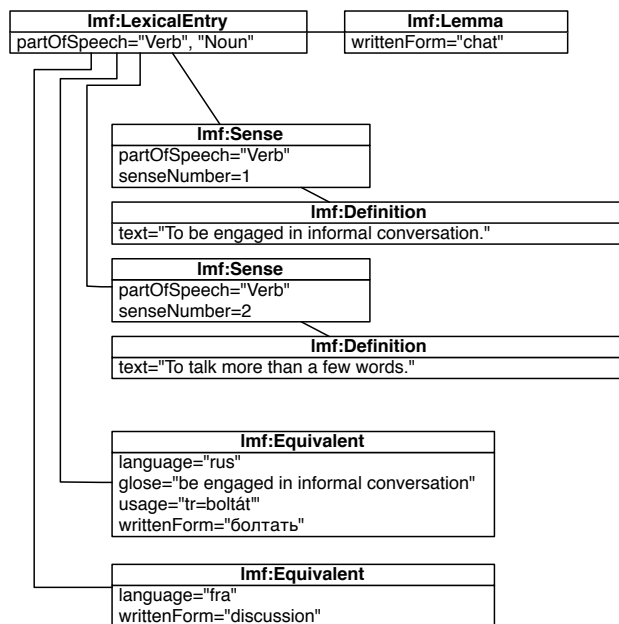 lmf:LexicalEntry
partOfSpeech="Verb", "Noun"
lmf:Lemma
writtenForm="chat"
lmf:Sense
partOfSpeech="Verb"
senseNumber=1
lmf:Definition
text="To be engaged in informal conversation."
lmf:Sense
partOfSpeech="Verb"
senseNumber=2
lmf:Definition
text="To talk more than a few words."
lmf:Equivalent
language="rus"
glose="be engaged in informal conversation"
usage="tr=boltát'"
writtenForm="болтать"
lmf:Equivalent
language="fra"
writtenForm="discussion"